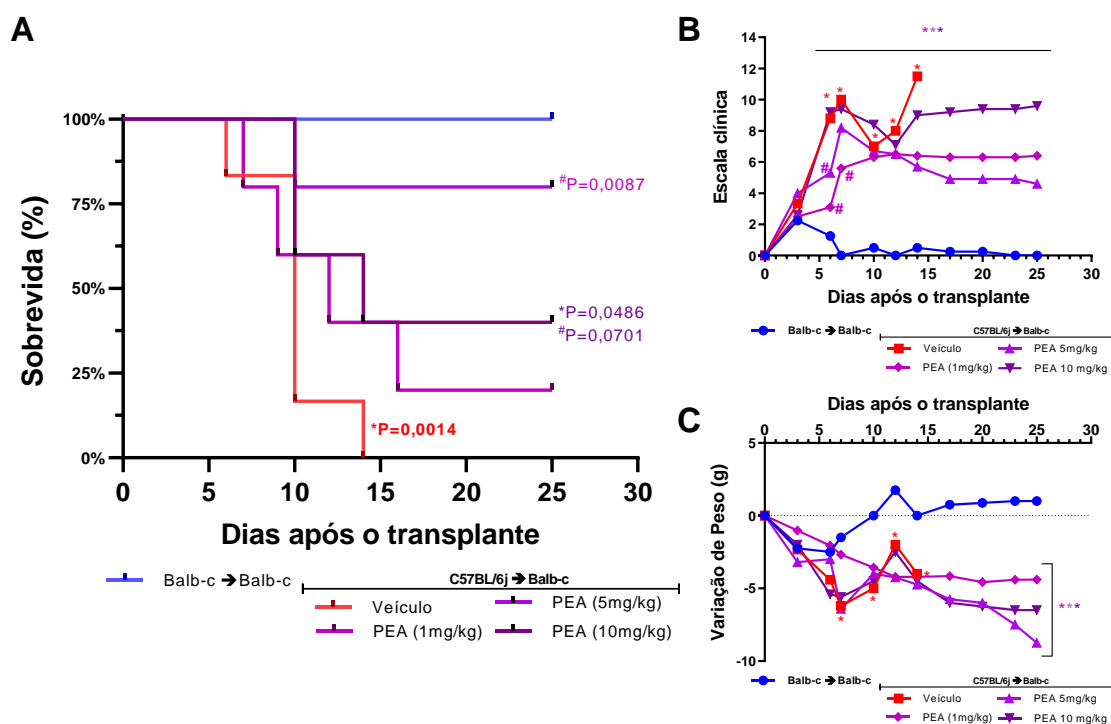 A
Sobrevida (%)
100%
75%
50%
25%
0%
#P=0,0087
*P=0,0486
#P=0,0701
*P=0,0014
0 5 10 15 20 25 30
Dias após o transplante
Balb-c ➔ Balb-c
C57BL/6j ➔ Balb-c
Veículo
PEA (5mg/kg)
PEA (1mg/kg)
PEA (10mg/kg)
B
Escala clínica
14
12
10
8
6
4
2
0
***
* *
*
*
*
#
#
#
0 5 10 15 20 25 30
Dias após o transplante
Balb-c ➔ Balb-c
C57BL/6j ➔ Balb-c
Veículo
PEA 5mg/kg
PEA (1mg/kg)
PEA 10 mg/kg
C
Dias após o transplante
0 5 10 15 20 25 30
Variação de Peso (g)
5
0
-5
-10
*
*
*
*
***
Balb-c ➔ Balb-c
C57BL/6j ➔ Balb-c
Veículo
PEA 5mg/kg
PEA (1mg/kg)
PEA 10 mg/kg